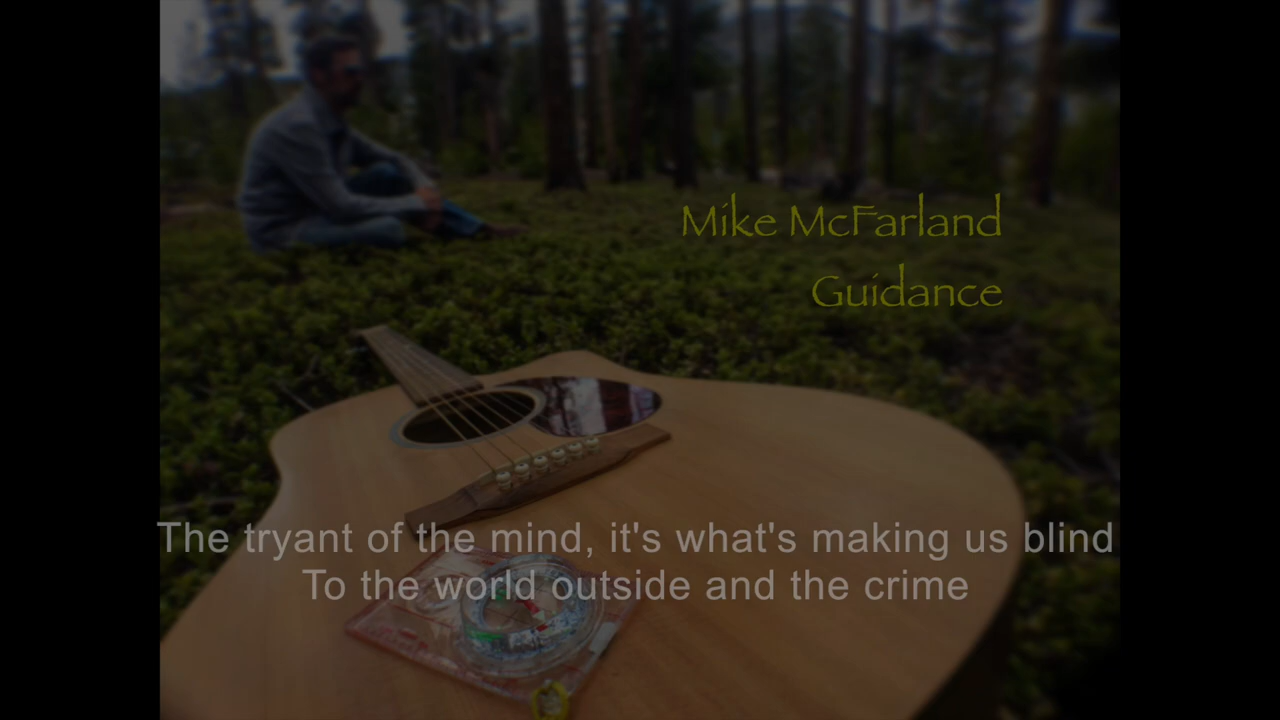 Mike McFarland
Guidance
The tryant of the mind, it's what's making us blind
To the world outside and the crime